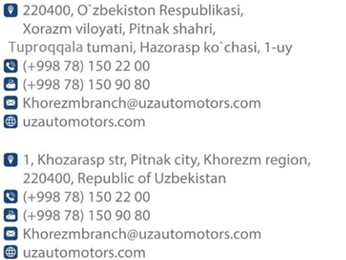 220400, O`zbekiston Respublikasi,
Xorazm viloyati, Pitnak shahri,
Tuproqqala tumani, Hazorasp ko`chasi, 1-uy
(+998 78) 150 22 00
(+998 78) 150 90 80
Khorezmbranch@uzautomotors.com
uzautomotors.com
1, Khozarasp str, Pitnak city, Khorezm region,
220400, Republic of Uzbekistan
(+998 78) 150 22 00
(+998 78) 150 90 80
Khorezmbranch@uzautomotors.com
uzautomotors.com